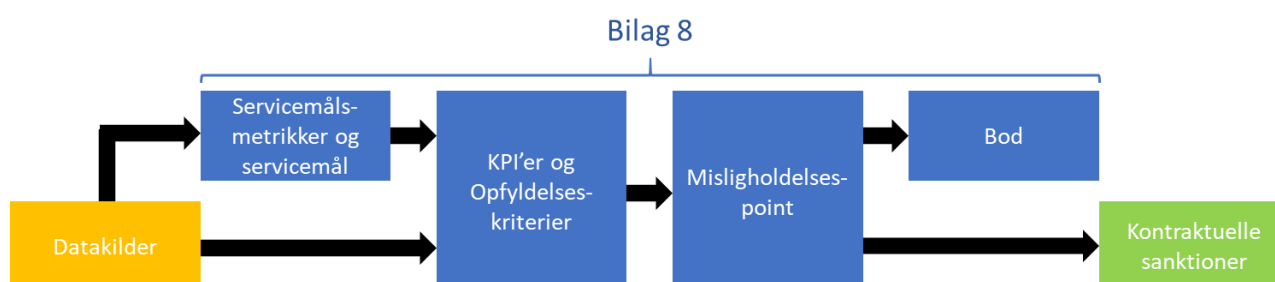 Bilag 8
Servicemåls-
metrikker og
servicemål
KPI'er og
Opfyldelses-
kriterier
Misligholdelses-
point
Bod
Datakilder
Kontraktuelle
sanktioner